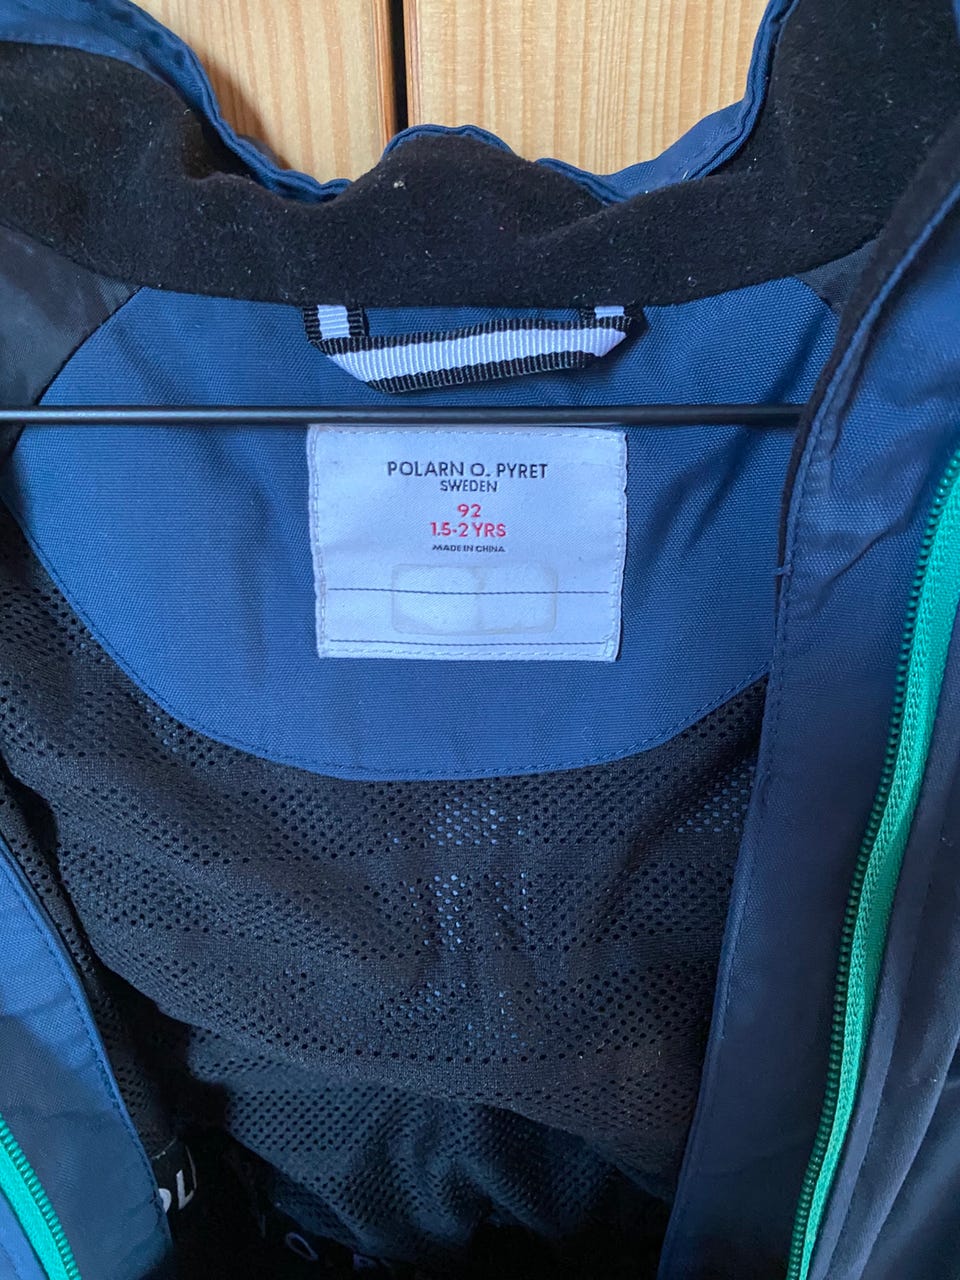 POLARN O. PYRET
SWEDEN
92
1.5-2 YRS
MADE IN CHINA